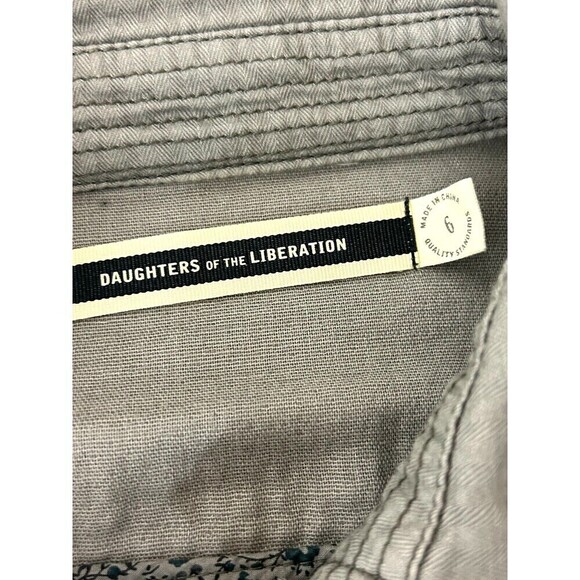 DAUGHTERS OF THE LIBERATION
MADE IN CHINA
6
QUALITY STANDARDS